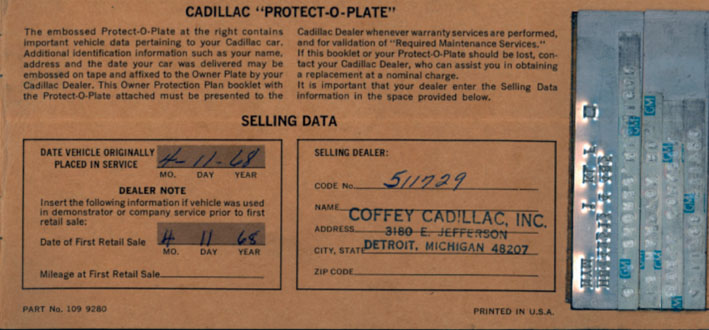 CADILLAC "PROTECT-O-PLATE"
The embossed Protect-O-Plate at the right contains
important vehicle data pertaining to your Cadillac car.
Additional identification information such as your name,
address and the date your car was delivered may be
embossed on tape and affixed to the Owner Plate by your
Cadillac Dealer. This Owner Protection Plan booklet with
the Protect-O-Plate attached must be presented to the
Cadillac Dealer whenever warranty services are performed,
and for validation of "Required Maintenance Services."
If this booklet or your Protect-O-Plate should be lost, con-
tact your Cadillac Dealer, who can assist you in obtaining
a replacement at a nominal charge.
It is important that your dealer enter the Selling Data
information in the space provided below.
SELLING DATA
DATE VEHICLE ORIGINALLY
PLACED IN SERVICE 4-11-68
MO. DAY YEAR
DEALER NOTE
Insert the following information if vehicle was used
in demonstrator or company service prior to first
retail sale:
Date of First Retail Sale 4 11 68
MO. DAY YEAR
Mileage at First Retail Sale
SELLING DEALER:
CODE No. 511729
NAME
COFFEY CADILLAC, INC.
ADDRESS 3180 E. JEFFERSON
CITY, STATE DETROIT, MICHIGAN 48207
ZIP CODE
PART No. 109 9280
PRINTED IN U.S.A.
GM
GM
GM
GM